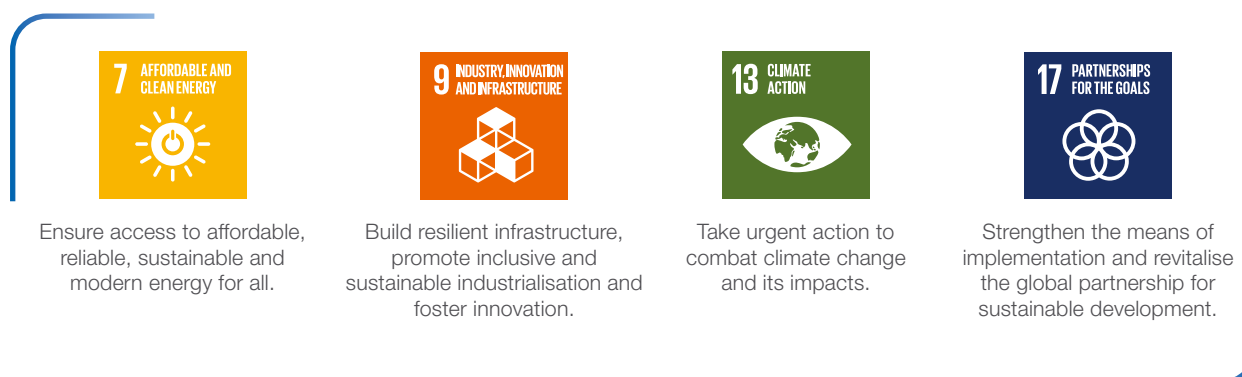 7 AFFORDABLE AND
CLEAN ENERGY
Ensure access to affordable,
reliable, sustainable and
modern energy for all.
9 INDUSTRY, INNOVATION
AND INFRASTRUCTURE
Build resilient infrastructure,
promote inclusive and
sustainable industrialisation and
foster innovation.
13 CLIMATE
ACTION
Take urgent action to
combat climate change
and its impacts.
17 PARTNERSHIPS
FOR THE GOALS
Strengthen the means of
implementation and revitalise
the global partnership for
sustainable development.